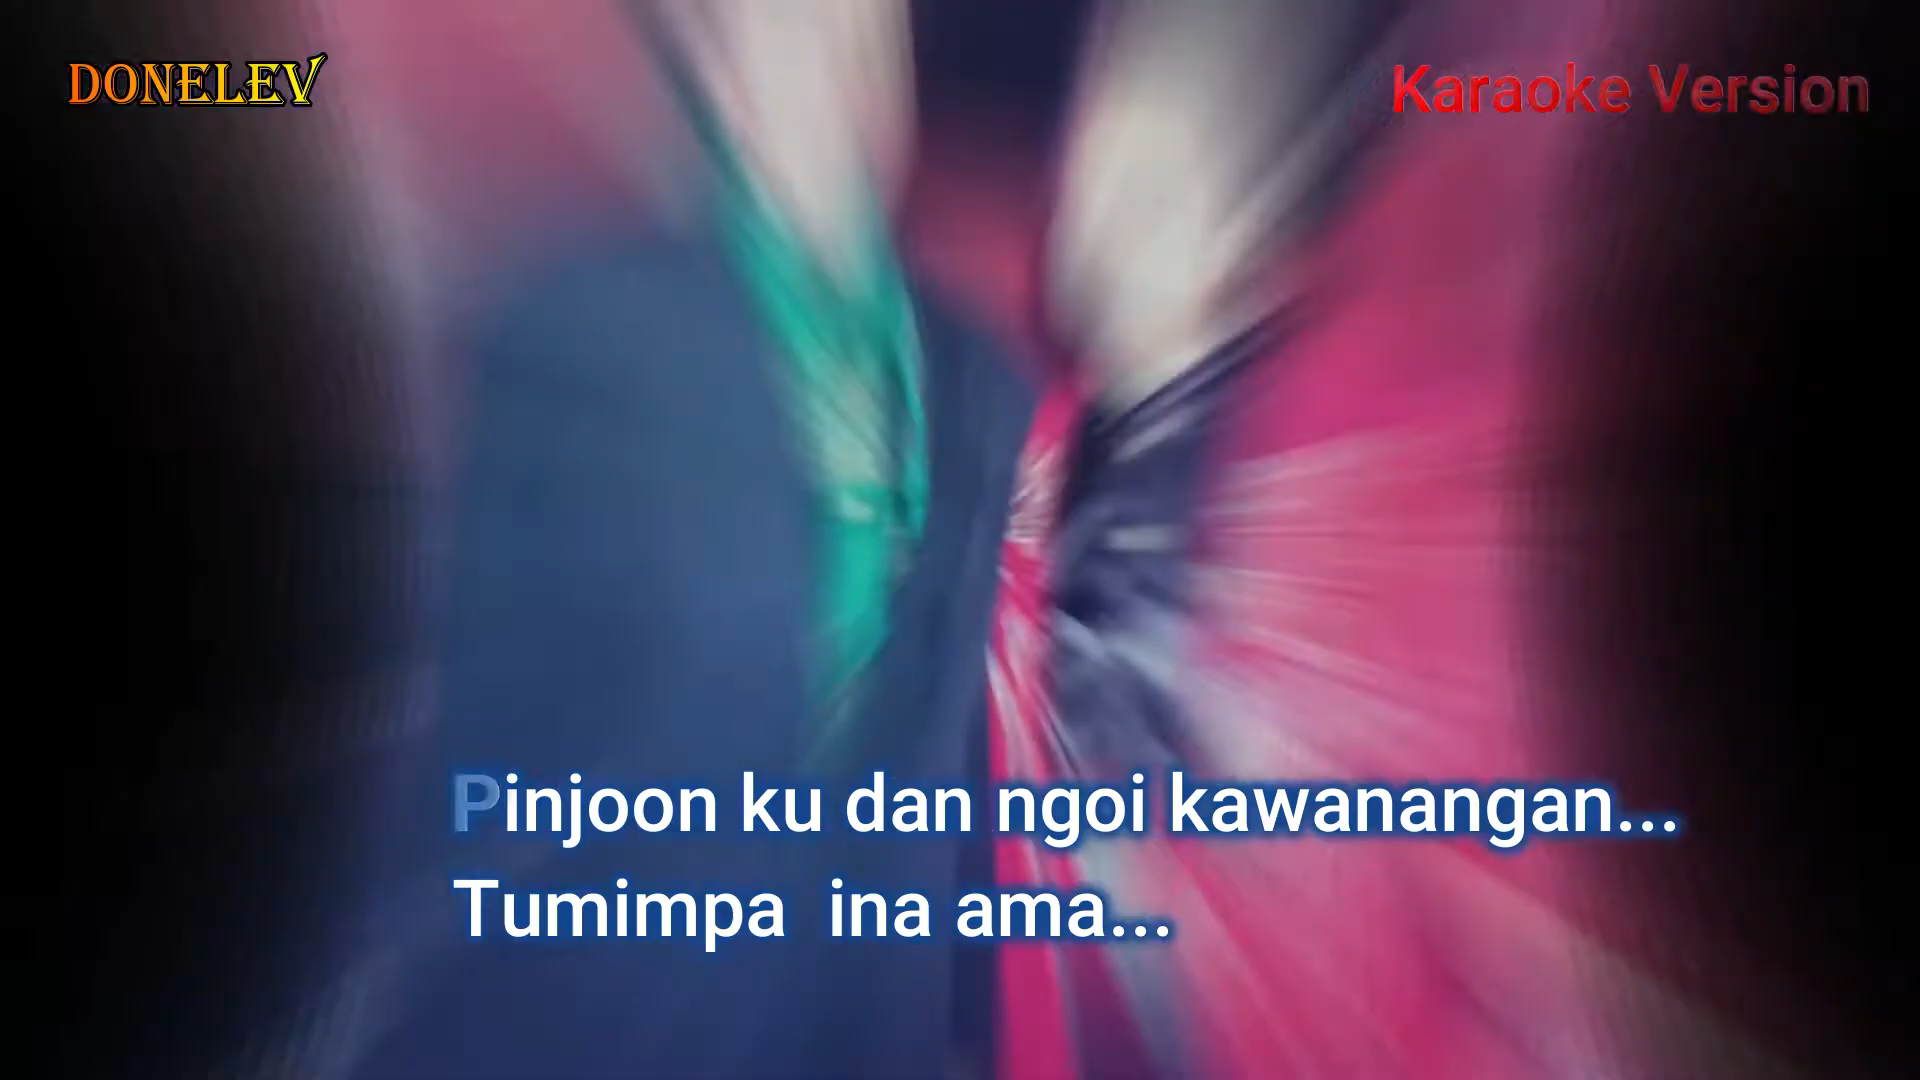 DONELEV
Karaoke Version
Pinjoon ku dan ngoi kawanangan...
Tumimpa ina ama...